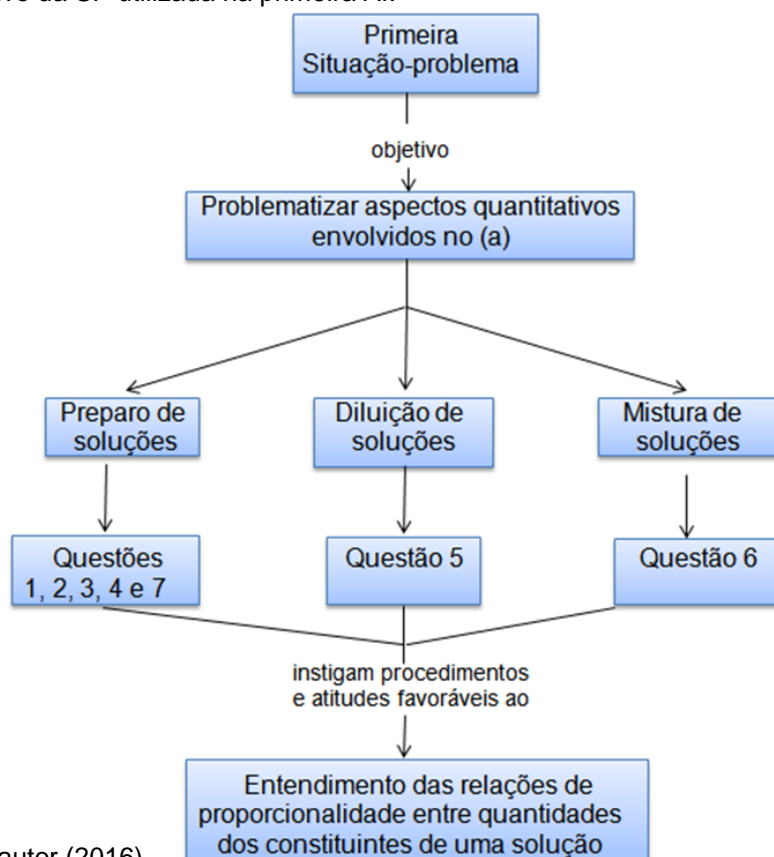 Primeira
Situação-problema
objetivo
Problematizar aspectos quantitativos
envolvidos no (a)
Preparo de
soluções
Diluição de
soluções
Mistura de
soluções
Questões
1, 2, 3, 4 e 7
Questão 5
Questão 6
instigam procedimentos
e atitudes favoráveis ao
Entendimento das relações de
proporcionalidade entre quantidades
dos constituintes de uma solução
autor (2016)